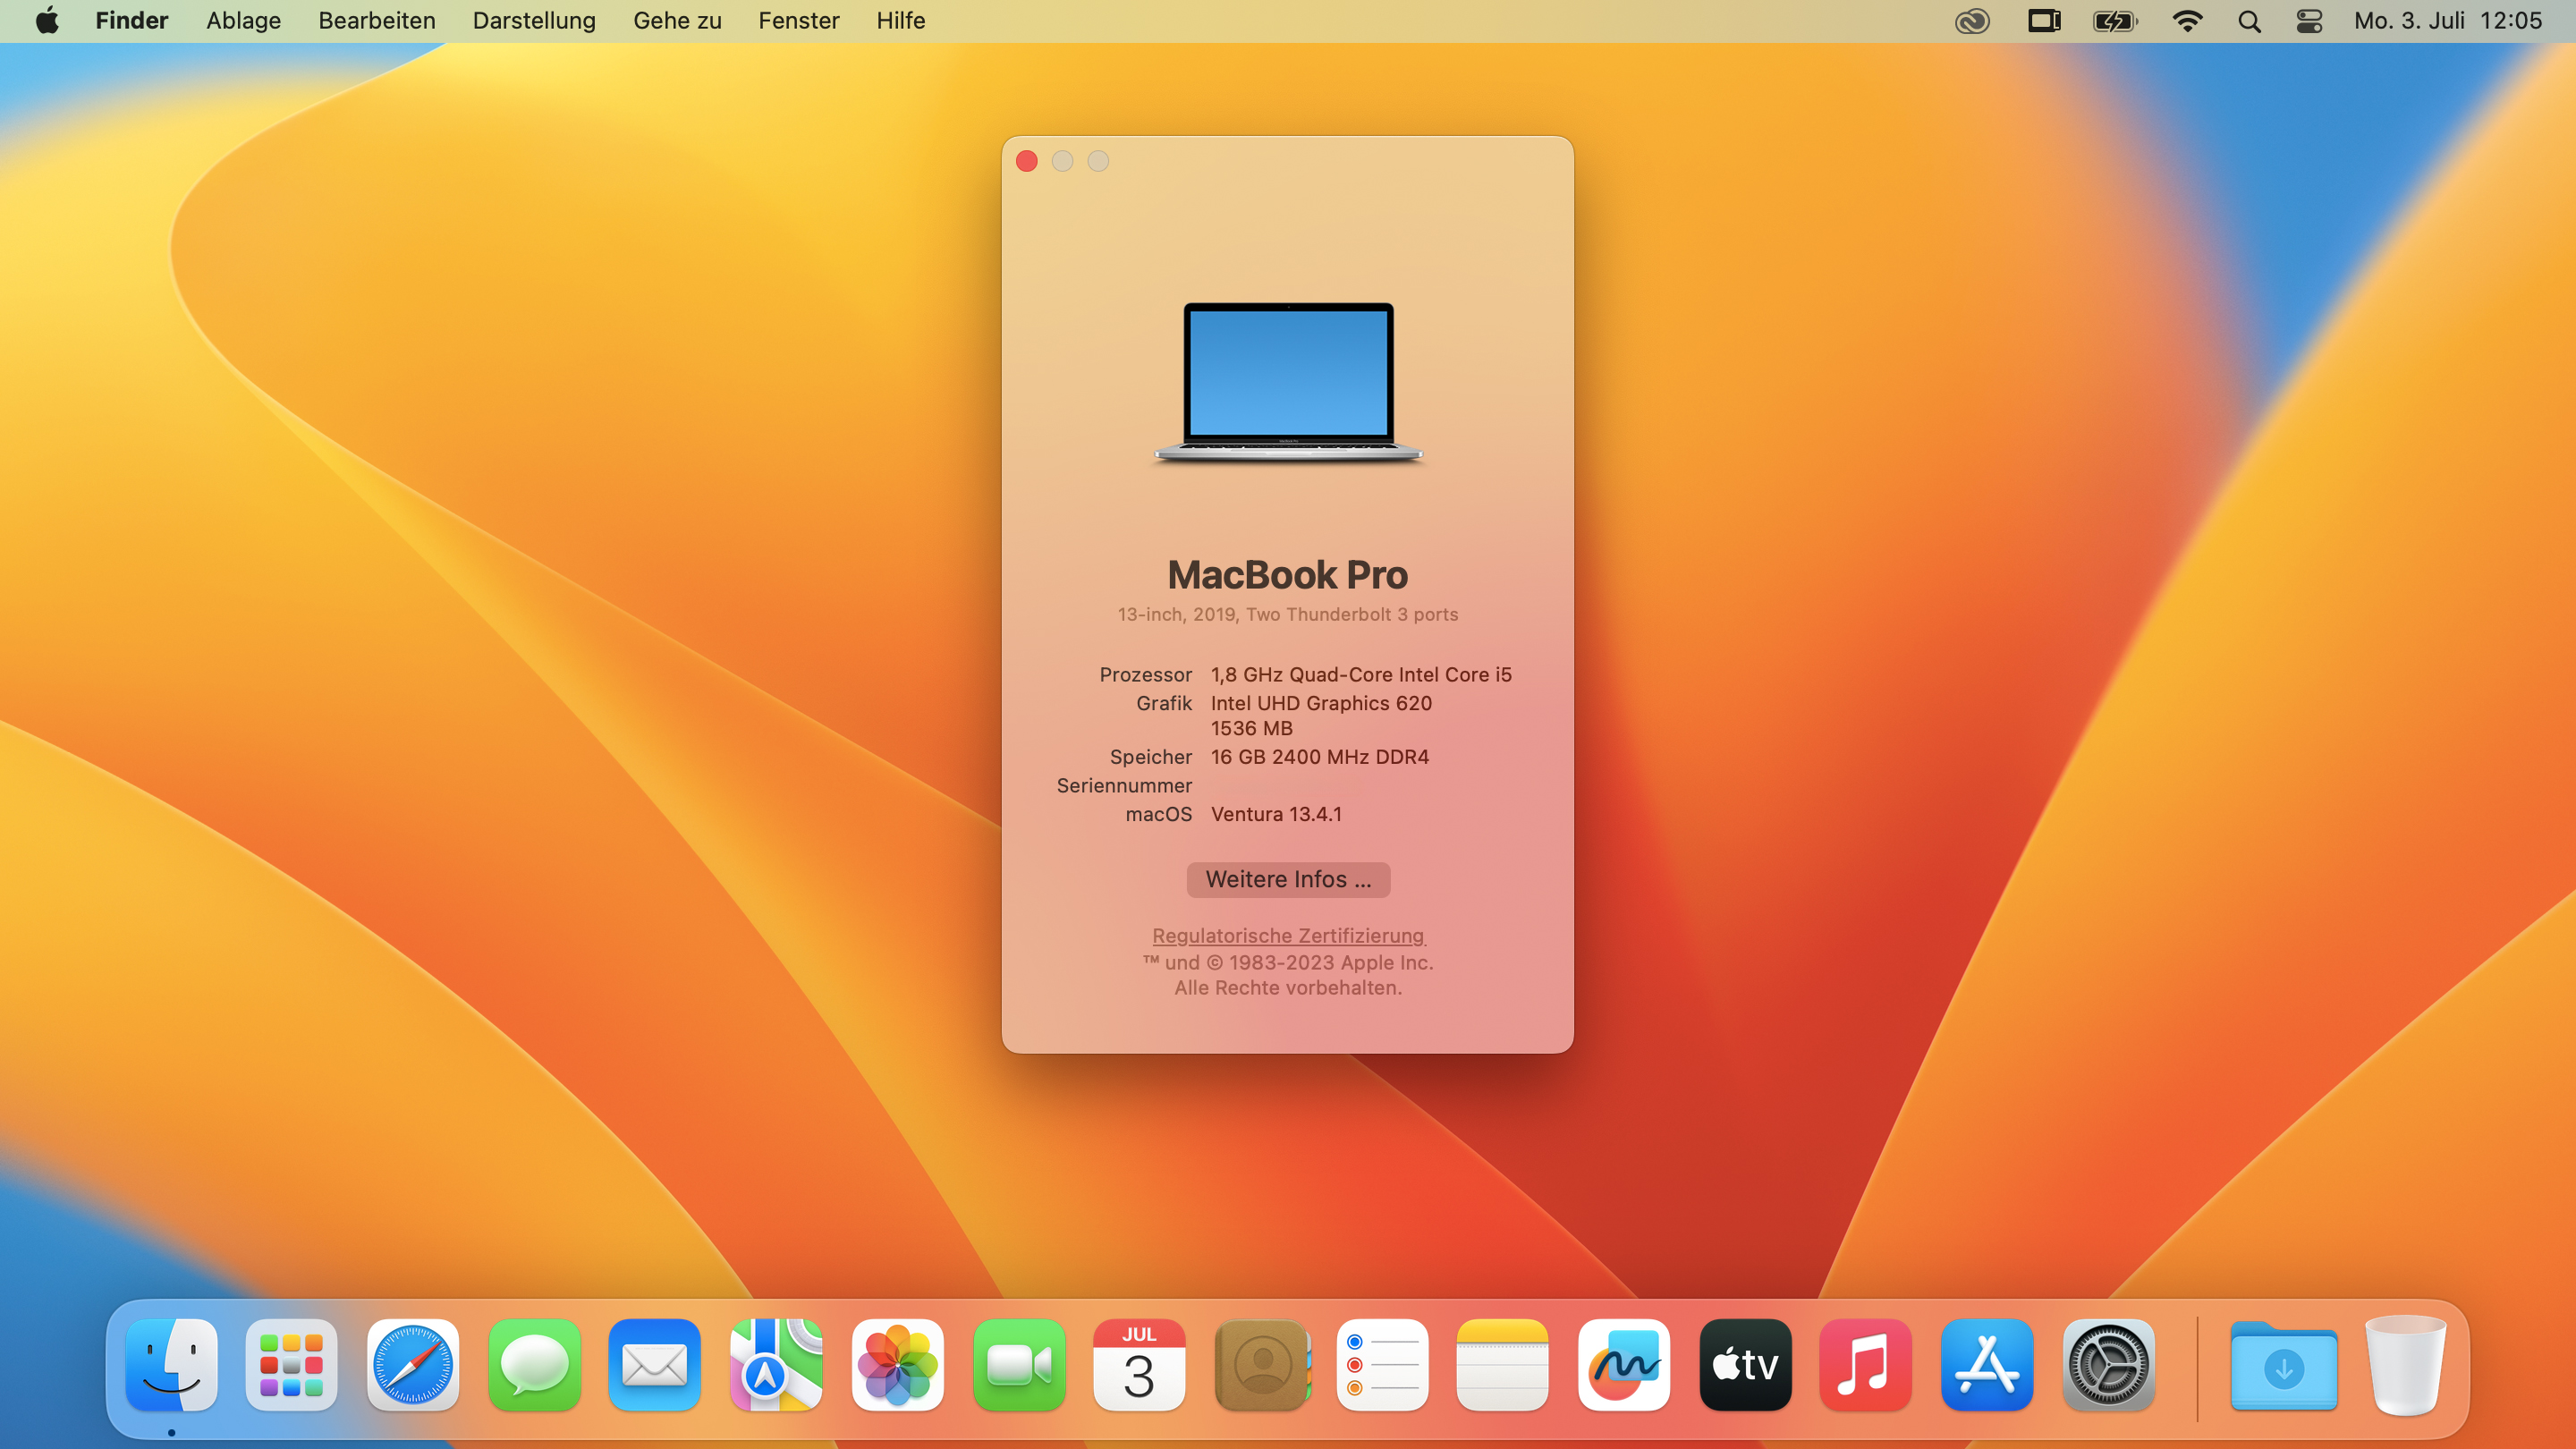 Finder Ablage Bearbeiten Darstellung Gehe zu Fenster Hilfe Mo. 3. Juli 12:05
MacBook Pro
13-inch, 2019, Two Thunderbolt 3 ports
Prozessor 1,8 GHz Quad-Core Intel Core i5
Grafik Intel UHD Graphics 620
1536 MB
Speicher 16 GB 2400 MHz DDR4
Seriennummer
macOS Ventura 13.4.1
Weitere Infos ...
Regulatorische Zertifizierung
™ und © 1983-2023 Apple Inc.
Alle Rechte vorbehalten.
JUL
3
tv